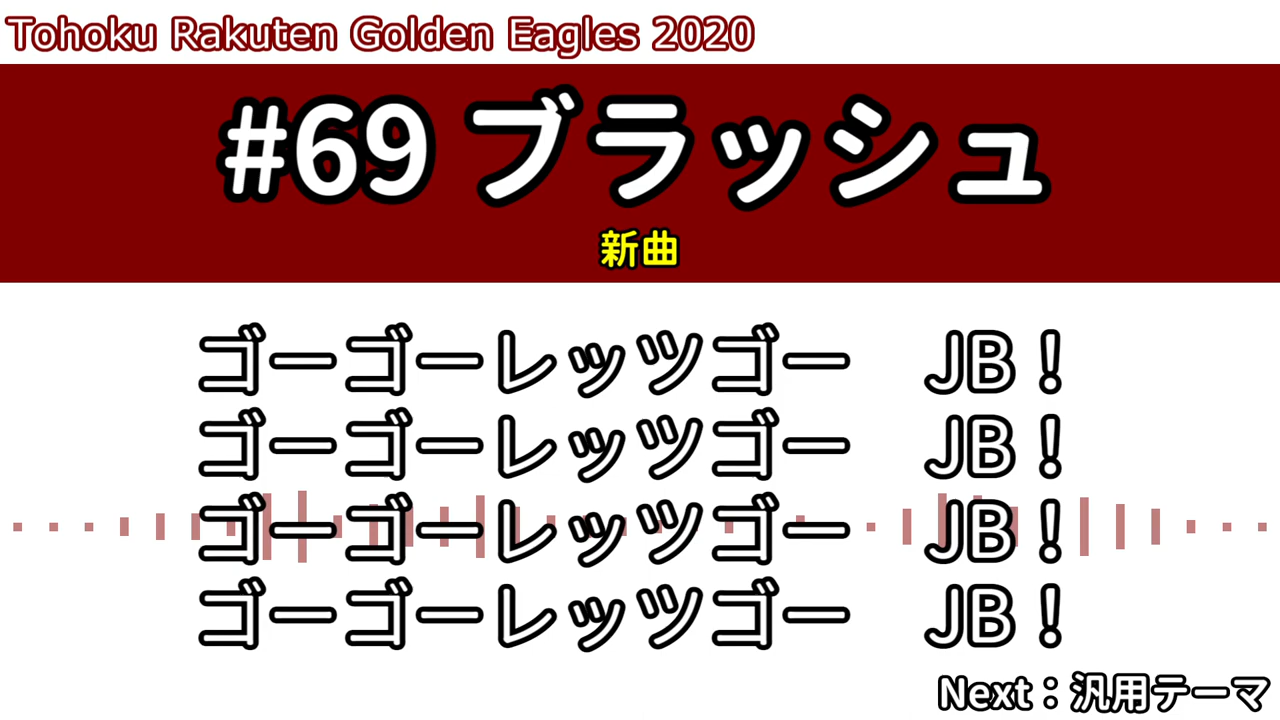 Tohoku Rakuten Golden Eagles 2020
#69 ブラッシュ
新曲
ゴーゴーレッツゴー　JB！
ゴーゴーレッツゴー　JB！
ゴーゴーレッツゴー　JB！
ゴーゴーレッツゴー　JB！
Next：汎用テーマ